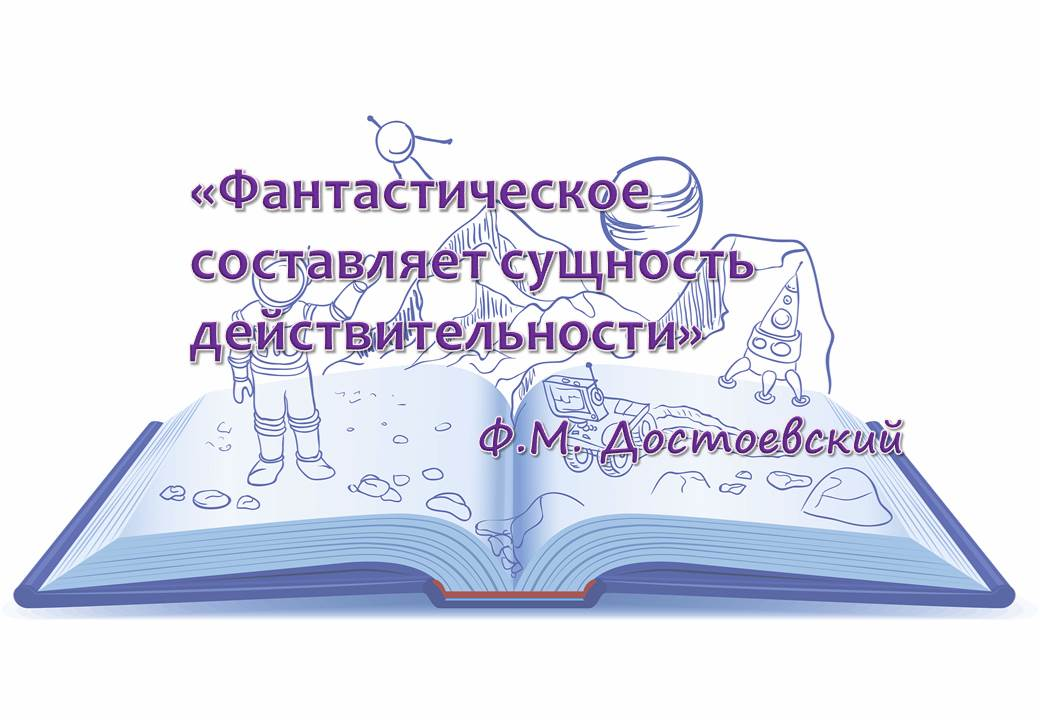 «Фантастическое
составляет сущность
действительности»
Ф.М. Достоевский